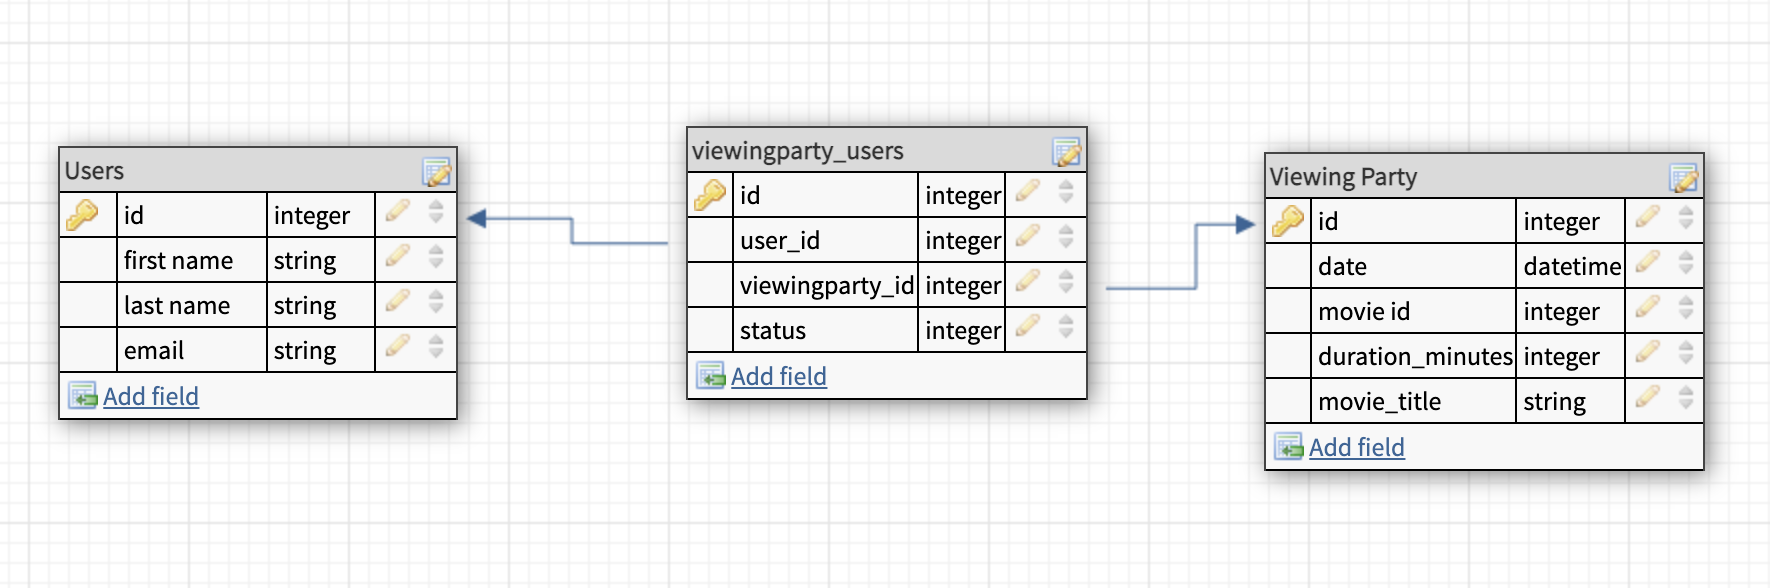 Users
id integer
first name string
last name string
email string
Add field
viewingparty_users
id integer
user_id integer
viewingparty_id integer
status integer
Add field
Viewing Party
id integer
date datetime
movie id integer
duration_minutes integer
movie_title string
Add field